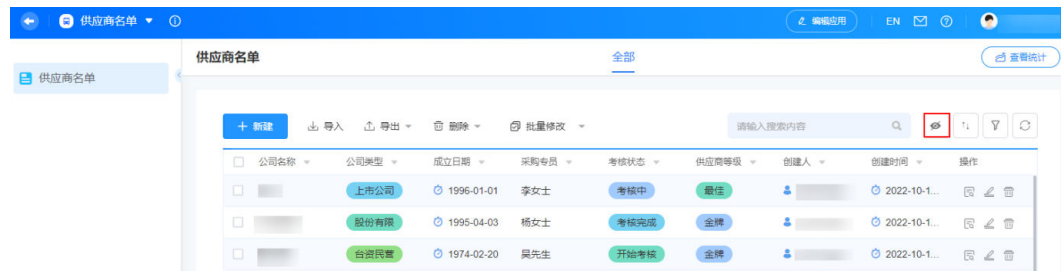 供应商名单 编辑应用 EN
供应商名单 供应商名单 全部 查看统计
新建 导入 导出 删除 批量修改 请输入搜索内容
公司名称 公司类型 成立日期 采购专员 考核状态 供应商等级 创建人 创建时间 操作
上市公司 1996-01-01 李女士 考核中 最佳 2022-10-1...
股份有限 1995-04-03 杨女士 考核完成 金牌 2022-10-1...
台资民营 1974-02-20 吴先生 开始考核 金牌 2022-10-1...